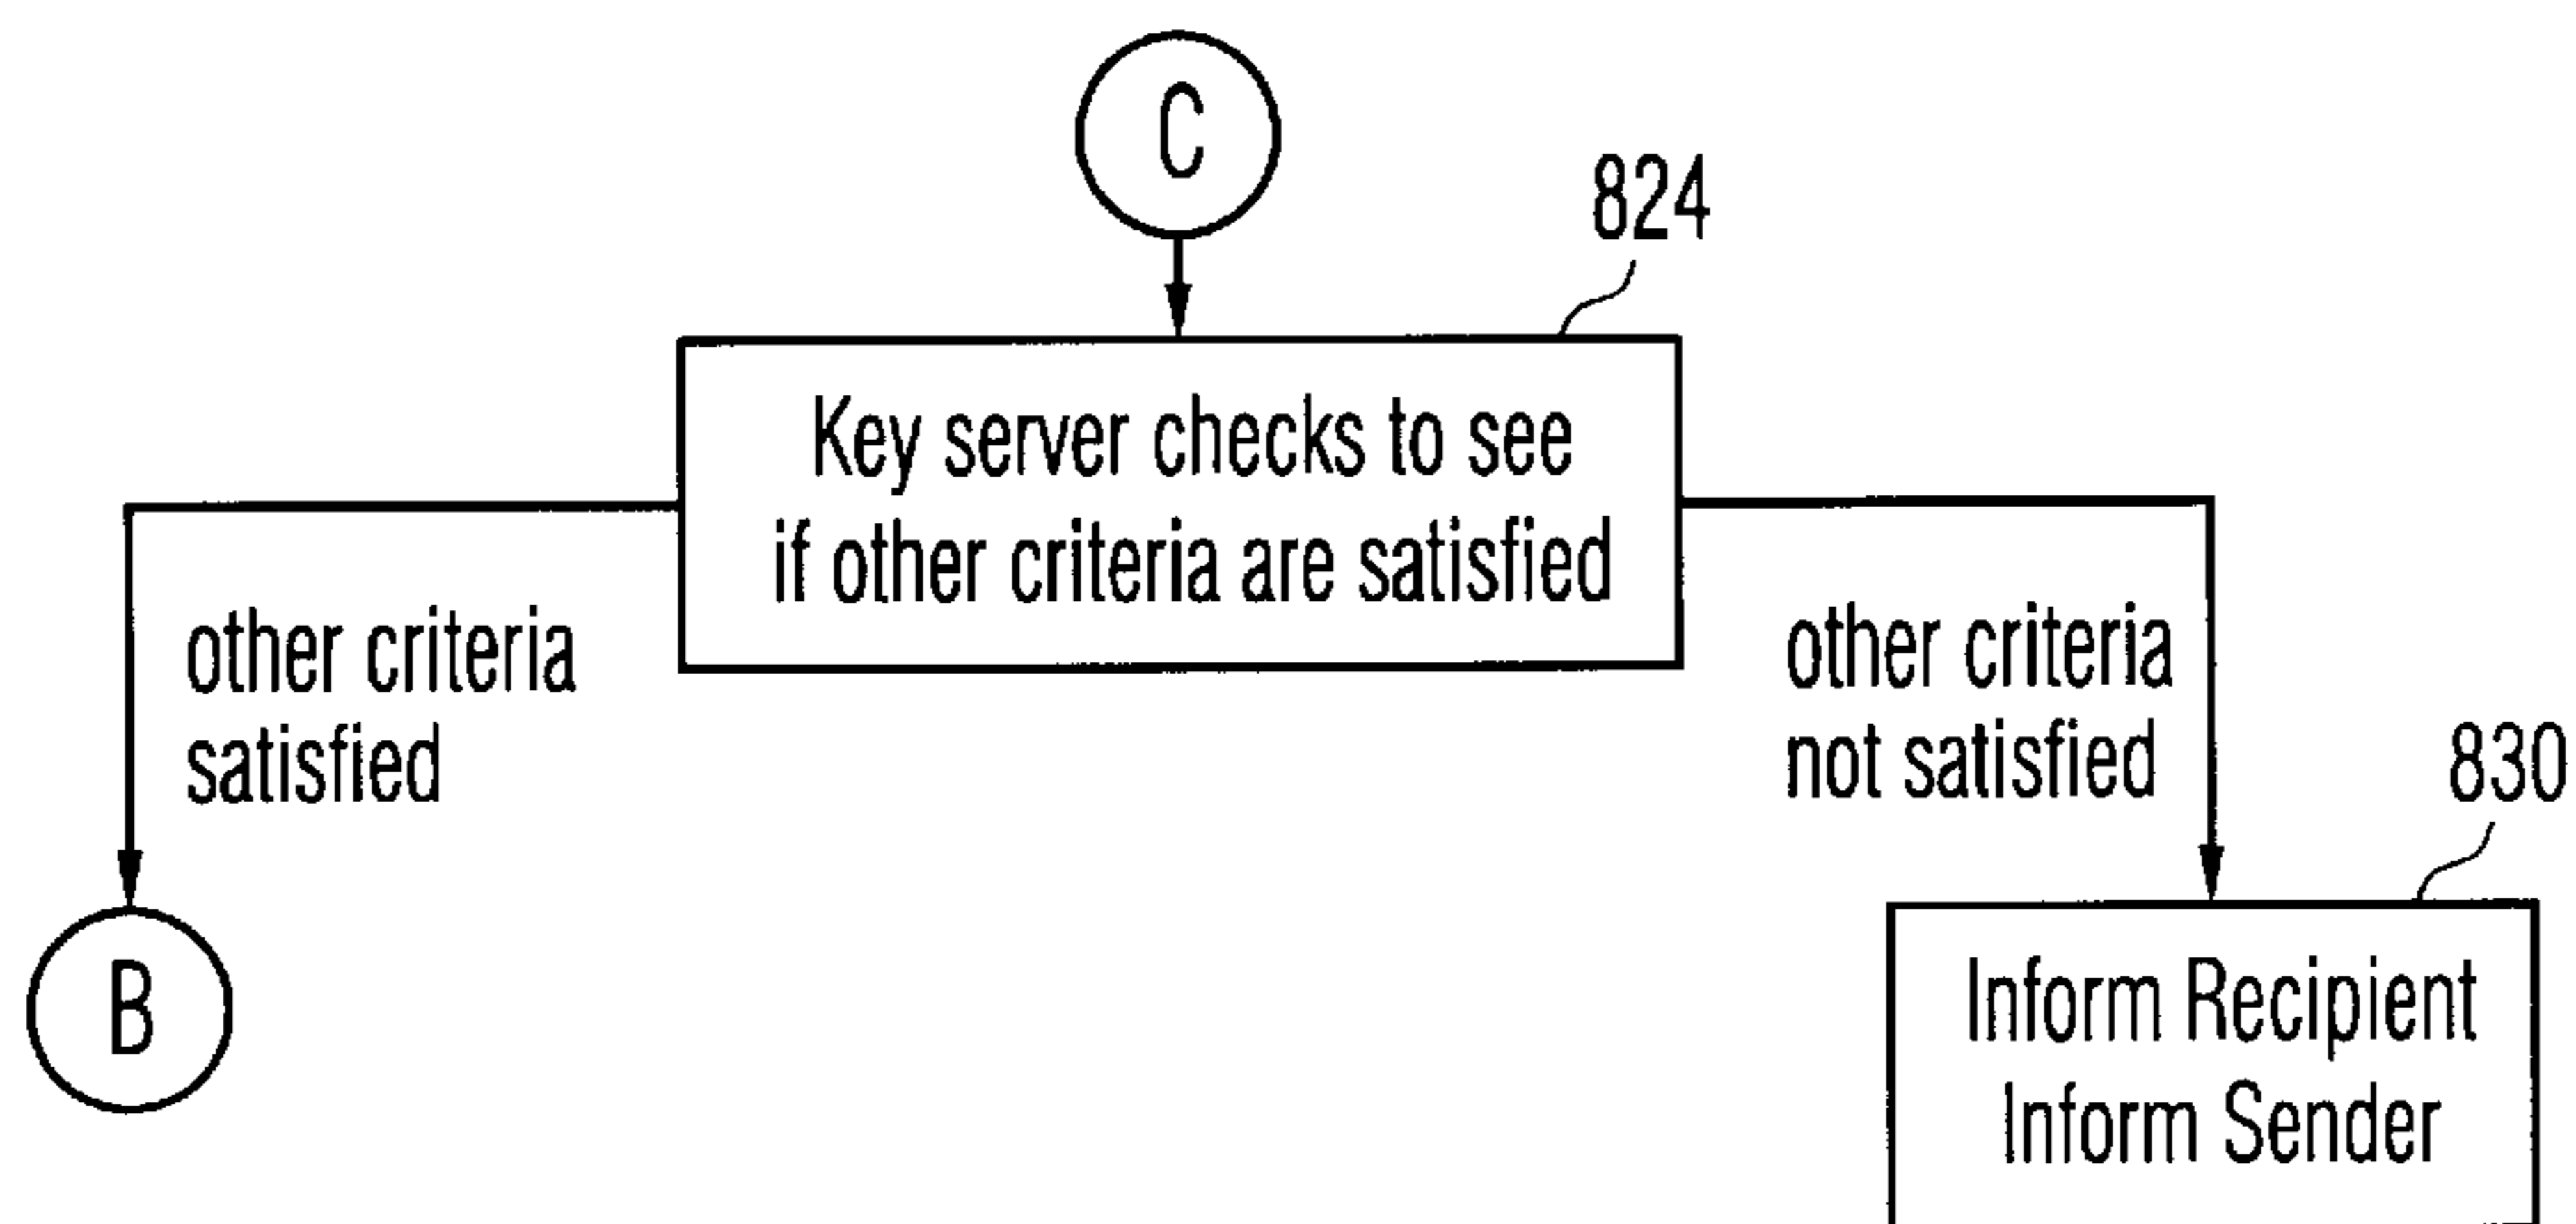 C
824
Key server checks to see
if other criteria are satisfied
other criteria
satisfied
other criteria
not satisfied
830
B
Inform Recipient
Inform Sender